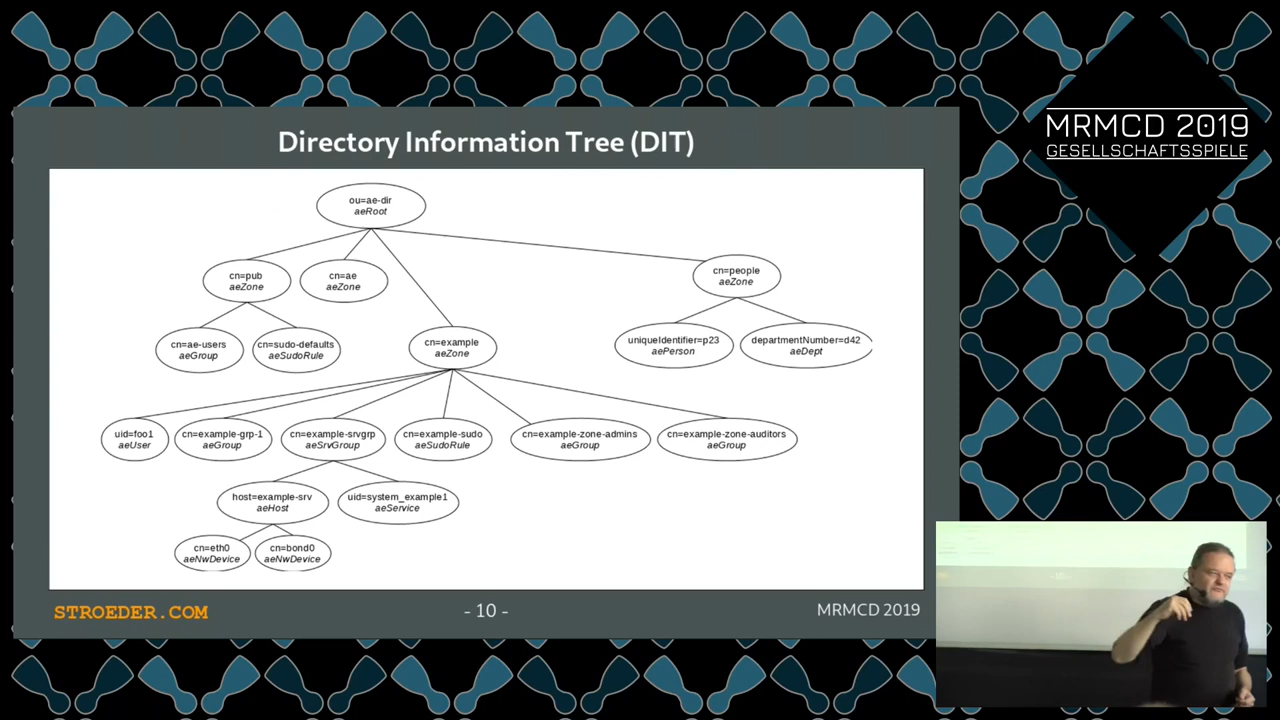 MRMCD 2019
GESELLSCHAFTSSPIELE
Directory Information Tree (DIT)
ou=ae-dir
aeRoot
cn=pub
aeZone
cn=ae
aeZone
cn=people
aeZone
cn=ae-users
aeGroup
cn=sudo-defaults
aeSudoRule
cn=example
aeZone
uniqueIdentifier=p23
aePerson
departmentNumber=d42
aeDept
uid=foo1
aeUser
cn=example-grp-1
aeGroup
cn=example-srvgrp
aeSrvGroup
cn=example-sudo
aeSudoRule
cn=example-zone-admins
aeGroup
cn=example-zone-auditors
aeGroup
host=example-srv
aeHost
uid=system_example1
aeService
cn=eth0
aeNwDevice
cn=bond0
aeNwDevice
STROEDER.COM
- 10 -
MRMCD 2019